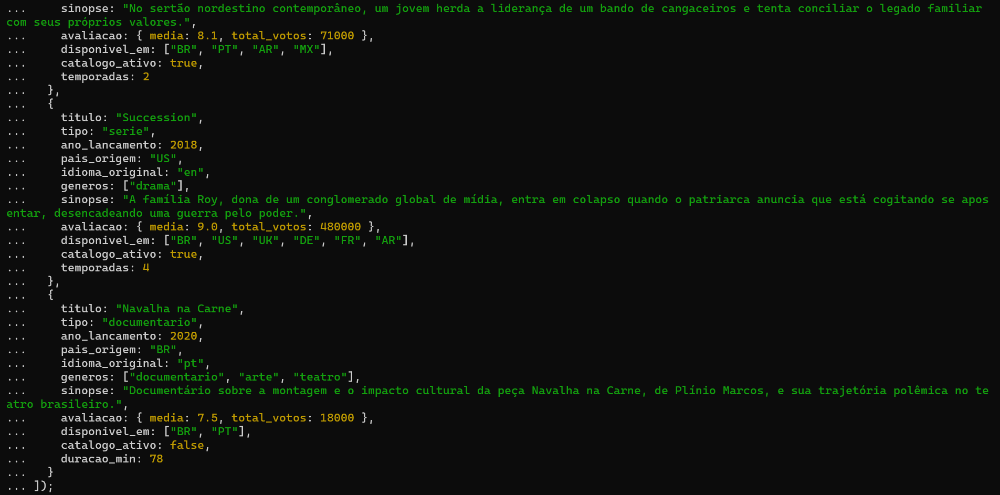 ...     sinopse: "No sertão nordestino contemporâneo, um jovem herda a liderança de um bando de cangaceiros e tenta conciliar o legado familiar
com seus próprios valores.",
...     avaliacao: { media: 8.1, total_votos: 71000 },
...     disponivel_em: ["BR", "PT", "AR", "MX"],
...     catalogo_ativo: true,
...     temporadas: 2
...   },
...   {
...     titulo: "Succession",
...     tipo: "serie",
...     ano_lancamento: 2018,
...     pais_origem: "US",
...     idioma_original: "en",
...     generos: ["drama"],
...     sinopse: "A família Roy, dona de um conglomerado global de mídia, entra em colapso quando o patriarca anuncia que está cogitando se apos
entar, desencadeando uma guerra pelo poder.",
...     avaliacao: { media: 9.0, total_votos: 480000 },
...     disponivel_em: ["BR", "US", "UK", "DE", "FR", "AR"],
...     catalogo_ativo: true,
...     temporadas: 4
...   },
...   {
...     titulo: "Navalha na Carne",
...     tipo: "documentario",
...     ano_lancamento: 2020,
...     pais_origem: "BR",
...     idioma_original: "pt",
...     generos: ["documentario", "arte", "teatro"],
...     sinopse: "Documentário sobre a montagem e o impacto cultural da peça Navalha na Carne, de Plínio Marcos, e sua trajetória polêmica no te
atro brasileiro.",
...     avaliacao: { media: 7.5, total_votos: 18000 },
...     disponivel_em: ["BR", "PT"],
...     catalogo_ativo: false,
...     duracao_min: 78
...   }
... ]);